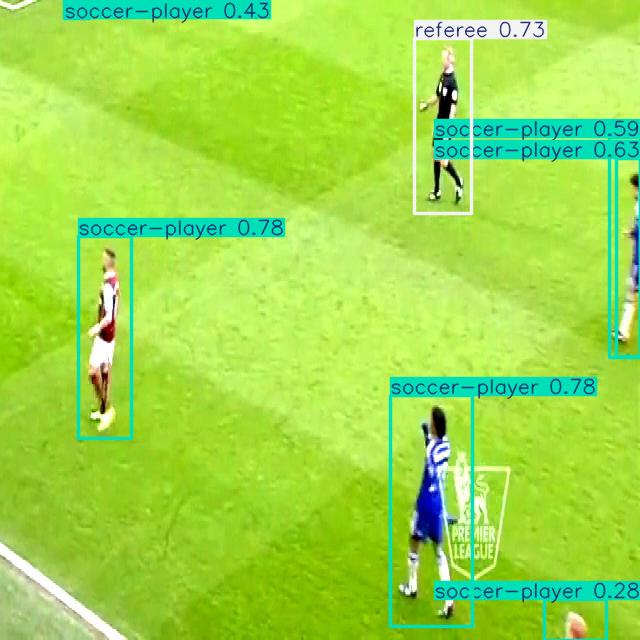 soccer-player 0.43
referee 0.73
soccer-player 0.59
soccer-player 0.63
soccer-player 0.78
soccer-player 0.78
PREMIER
LEAGUE
soccer-player 0.28